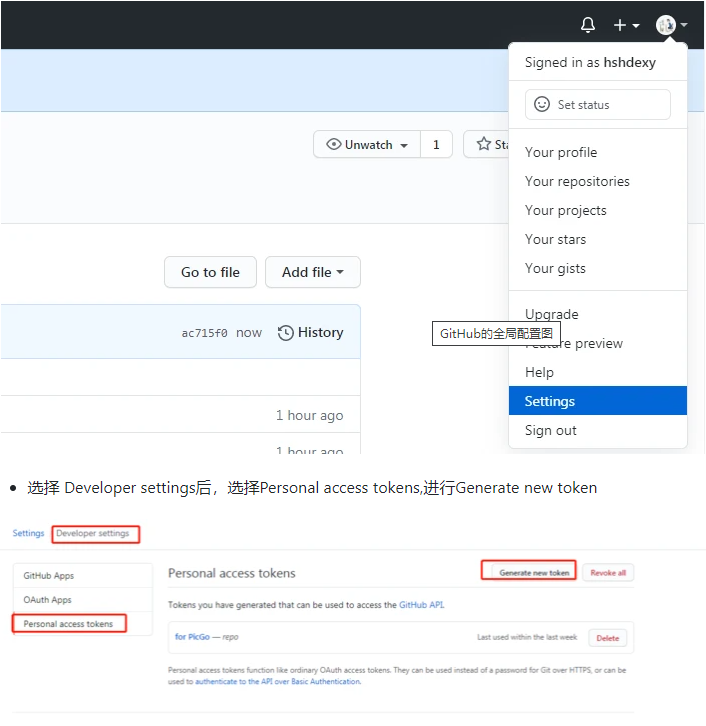 Signed in as hshdexy
Set status
Unwatch 1
Sta
Your profile
Your repositories
Your projects
Your stars
Your gists
Go to file Add file
ac715f0 now History
Upgrade
GitHub的全局配置图
Feature preview
Help
1 hour ago
Settings
Sign out
1 hour ago
选择 Developer settings后，选择Personal access tokens,进行Generate new token
Settings Developer settings
GitHub Apps
OAuth Apps
Personal access tokens
Personal access tokens
Generate new token Revoke all
Tokens you have generated that can be used to access the GitHub API.
for PicGo — repo
Last used within the last week Delete
Personal access tokens function like ordinary OAuth access tokens. They can be used instead of a password for Git over HTTPS, or can be
used to authenticate to the API over Basic Authentication.